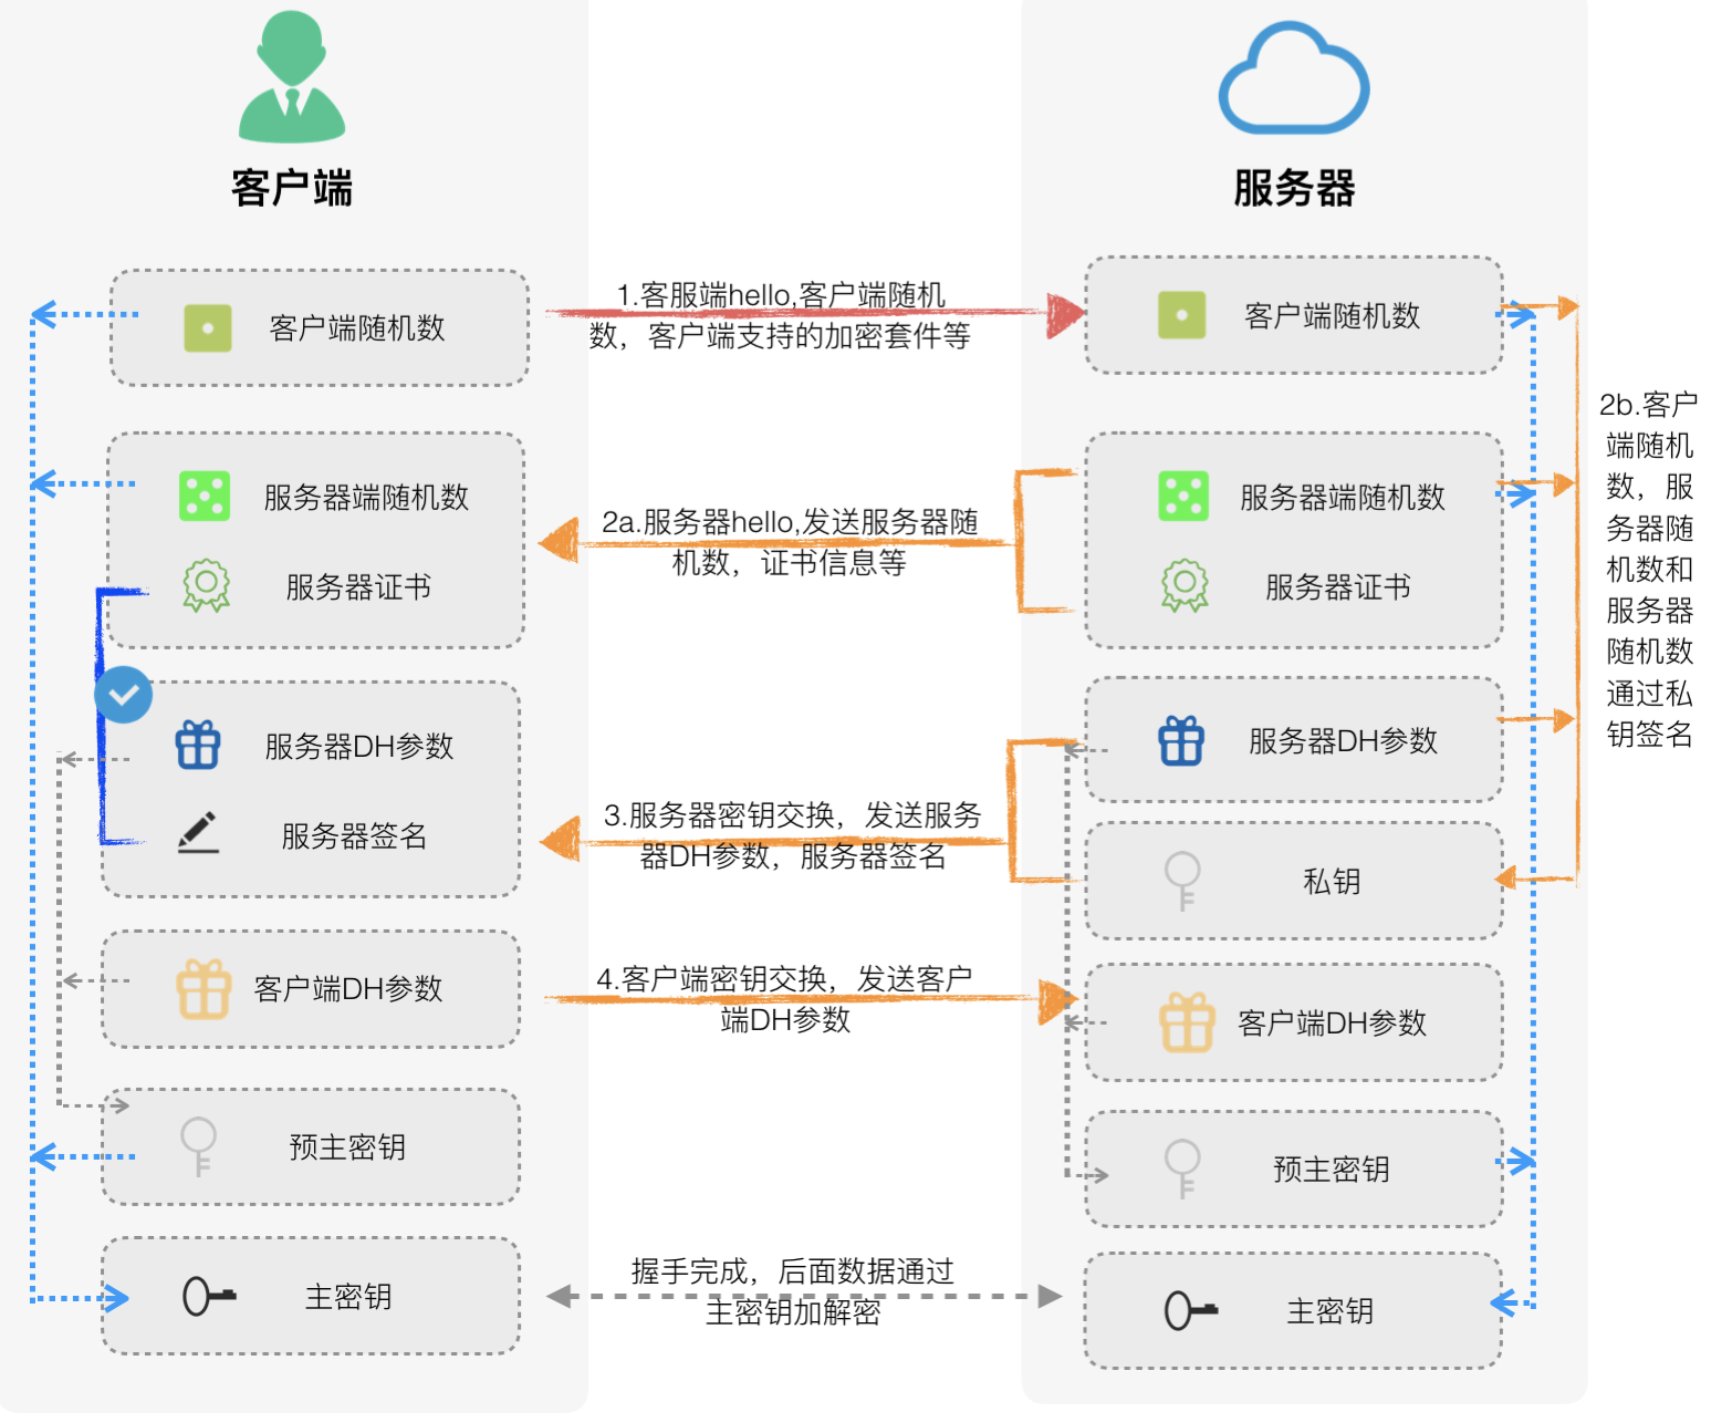 客户端
服务器
客户端随机数
1.客服端hello,客户端随机
数，客户端支持的加密套件等
客户端随机数
2b.客户
端随机
数，服
务器随
机数和
服务器
随机数
通过私
钥签名
服务器端随机数
服务器证书
2a.服务器hello,发送服务器随
机数，证书信息等
服务器端随机数
服务器证书
服务器DH参数
服务器签名
3.服务器密钥交换，发送服务
器DH参数，服务器签名
服务器DH参数
私钥
客户端DH参数
4.客户端密钥交换，发送客户
端DH参数
客户端DH参数
预主密钥
预主密钥
主密钥
握手完成，后面数据通过
主密钥加解密
主密钥